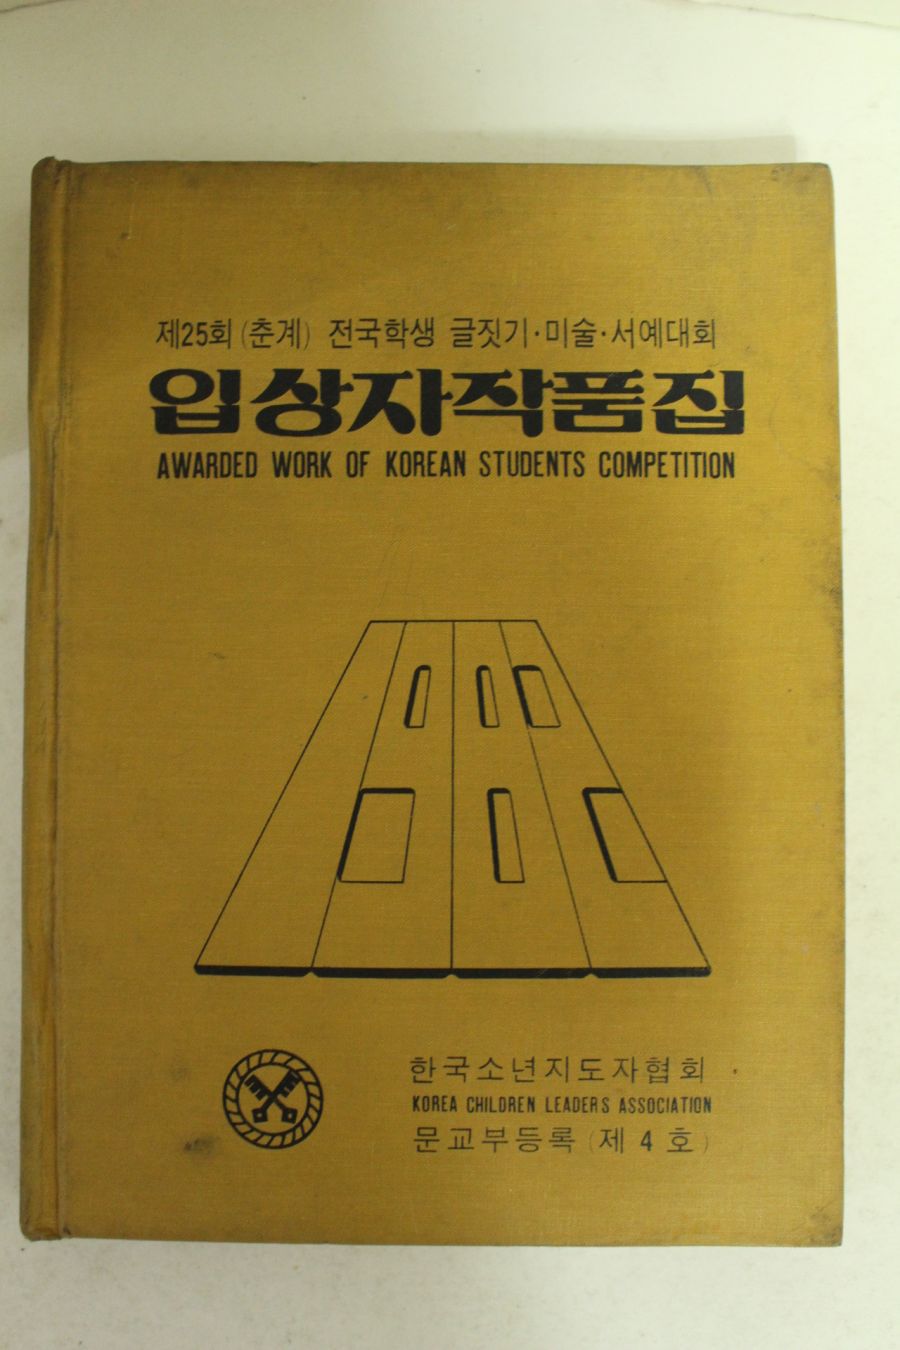 제25회(춘계) 전국학생 글짓기·미술·서예대회
입상자작품집
AWARDED WORK OF KOREAN STUDENTS COMPETITION
한국소년지도자협회
KOREA CHILDREN LEADERS ASSOCIATION
문교부등록(제4호)